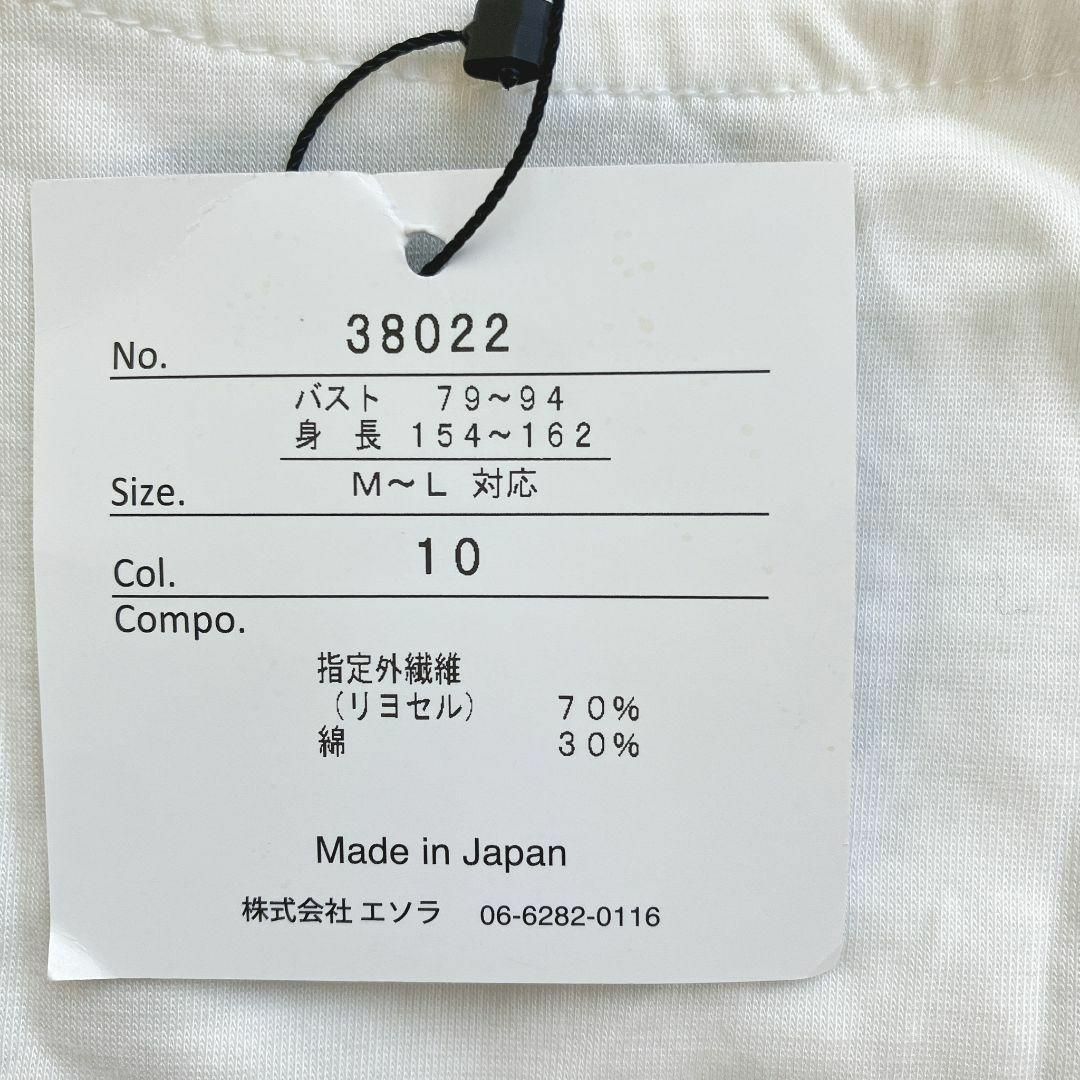 No. 38022
バスト 79～94
身 長 154～162
Size. M～L 対応
Col. 10
Compo.
指定外繊維
（リヨセル） 70%
綿 30%
Made in Japan
株式会社 エソラ 06-6282-0116